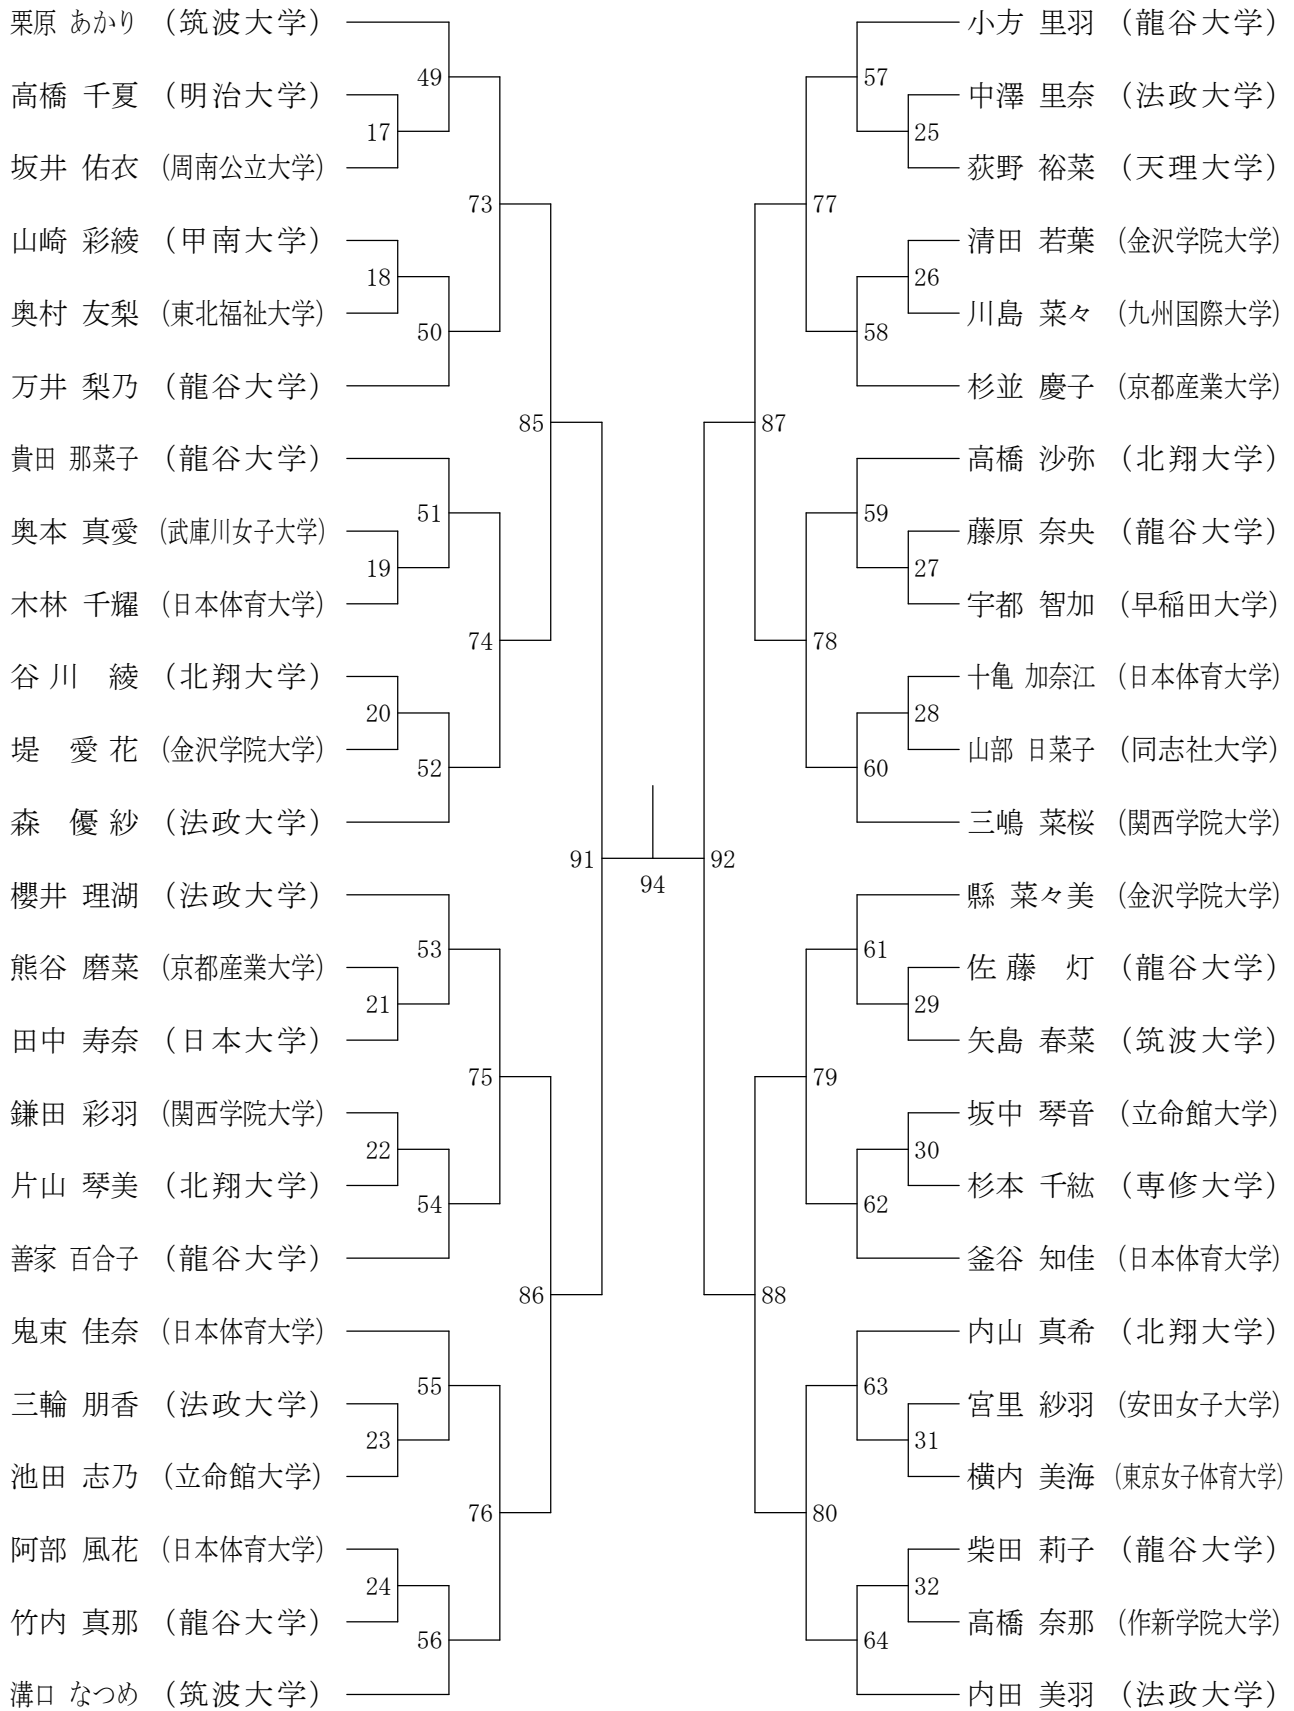 栗原 あかり （筑波大学）
49
高橋 千夏 （明治大学）
17
坂井 佑衣 （周南公立大学）
73
山崎 彩綾 （甲南大学）
18
奥村 友梨 （東北福祉大学）
50
万井 梨乃 （龍谷大学）
85
貴田 那菜子 （龍谷大学）
51
奥本 真愛 （武庫川女子大学）
19
木林 千耀 （日本体育大学）
74
谷川 綾 （北翔大学）
20
堤 愛花 （金沢学院大学）
52
森 優紗 （法政大学）
91
櫻井 理湖 （法政大学）
53
熊谷 磨菜 （京都産業大学）
21
田中 寿奈 （日本大学）
75
鎌田 彩羽 （関西学院大学）
22
片山 琴美 （北翔大学）
54
善家 百合子 （龍谷大学）
86
鬼束 佳奈 （日本体育大学）
55
三輪 朋香 （法政大学）
23
池田 志乃 （立命館大学）
76
阿部 風花 （日本体育大学）
24
竹内 真那 （龍谷大学）
56
溝口 なつめ （筑波大学）
94
小方 里羽 （龍谷大学）
57
中澤 里奈 （法政大学）
25
荻野 裕菜 （天理大学）
77
清田 若葉 （金沢学院大学）
26
川島 菜々 （九州国際大学）
58
杉並 慶子 （京都産業大学）
87
高橋 沙弥 （北翔大学）
59
藤原 奈央 （龍谷大学）
27
宇都 智加 （早稲田大学）
78
十亀 加奈江 （日本体育大学）
28
山部 日菜子 （同志社大学）
60
三嶋 菜桜 （関西学院大学）
92
縣 菜々美 （金沢学院大学）
61
佐藤 灯 （龍谷大学）
29
矢島 春菜 （筑波大学）
79
坂中 琴音 （立命館大学）
30
杉本 千紘 （専修大学）
62
釜谷 知佳 （日本体育大学）
88
内山 真希 （北翔大学）
63
宮里 紗羽 （安田女子大学）
31
横内 美海 （東京女子体育大学）
80
柴田 莉子 （龍谷大学）
32
高橋 奈那 （作新学院大学）
64
内田 美羽 （法政大学）